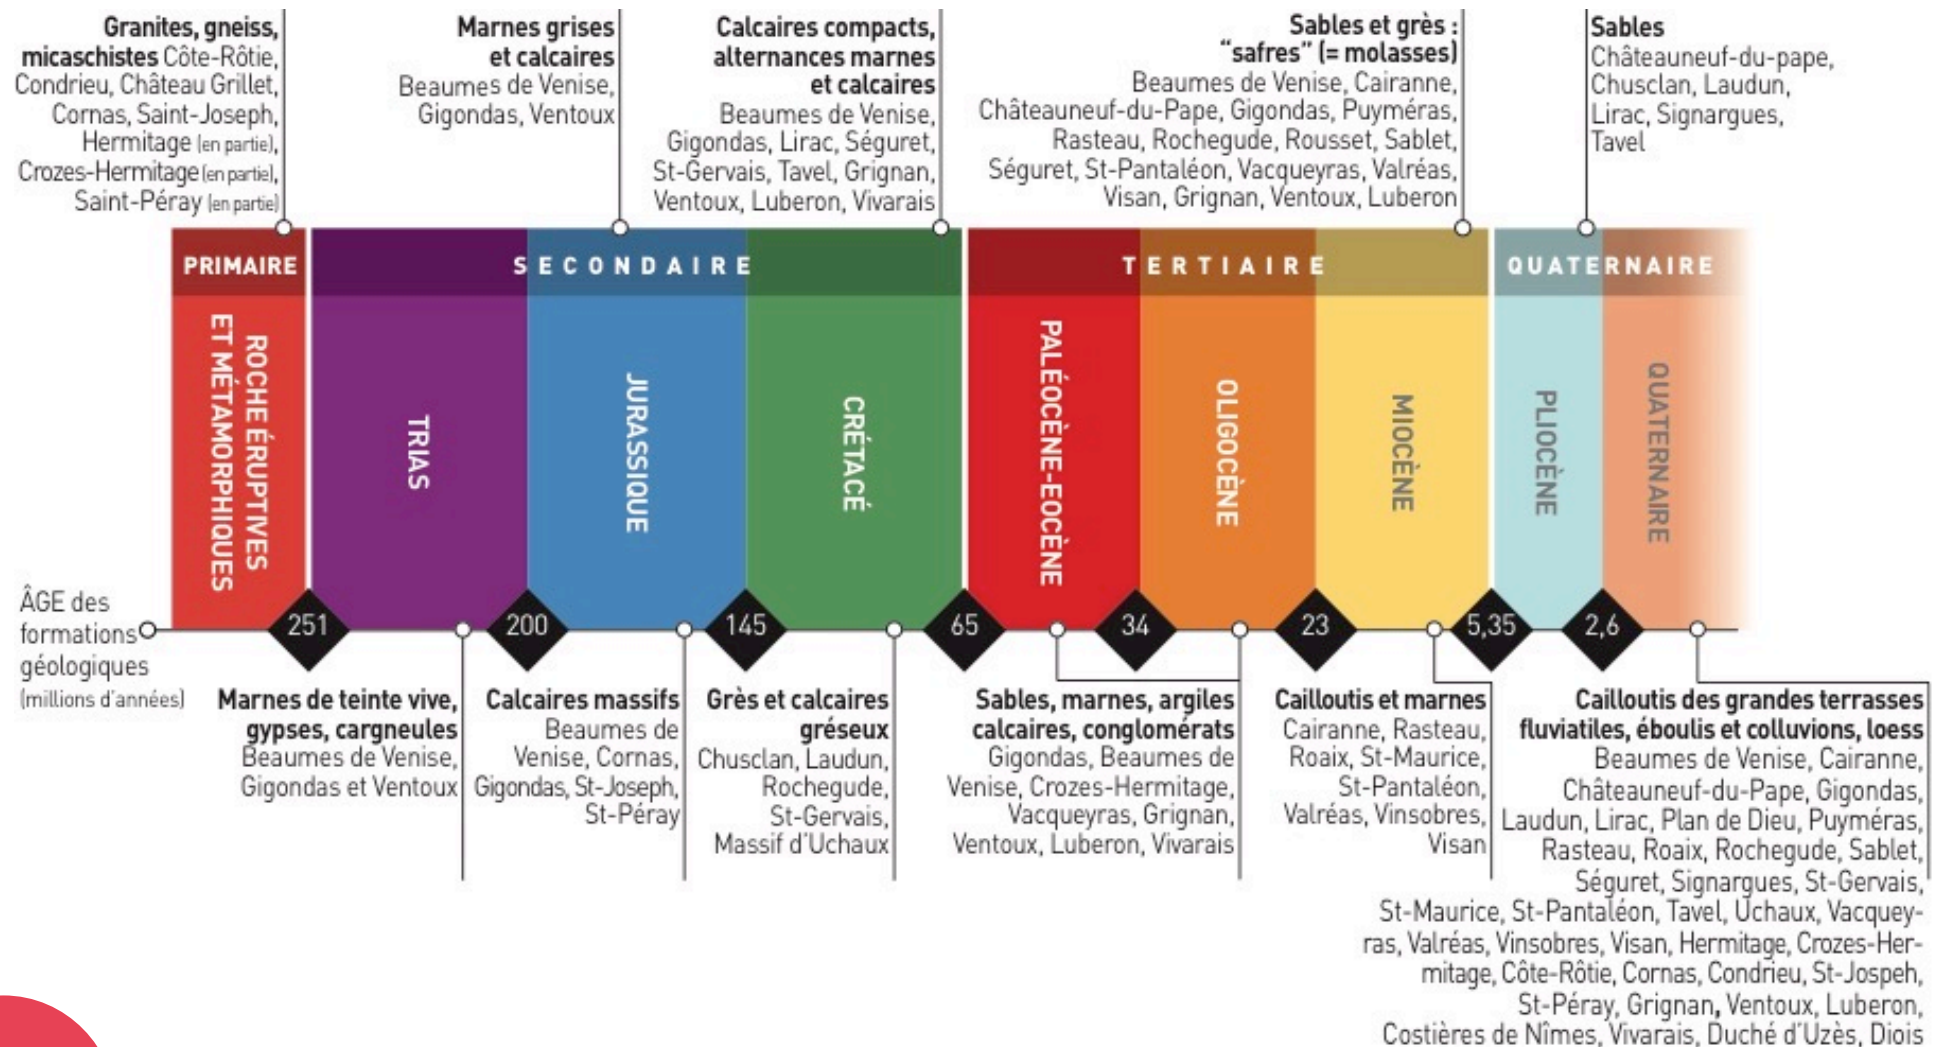 Granites, gneiss,
micaschistes Côte-Rôtie,
Condrieu, Château Grillet,
Cornas, Saint-Joseph,
Hermitage (en partie),
Crozes-Hermitage (en partie),
Saint-Péray (en partie)
Marnes grises
et calcaires
Beaumes de Venise,
Gigondas, Ventoux
Calcaires compacts,
alternances marnes
et calcaires
Beaumes de Venise,
Gigondas, Lirac, Séguret,
St-Gervais, Tavel, Grignan,
Ventoux, Luberon, Vivarais
Sables et grès :
“safres” (= molasses)
Beaumes de Venise, Cairanne,
Châteauneuf-du-Pape, Gigondas, Puyméras,
Rasteau, Rochegude, Rousset, Sablet,
Séguret, St-Pantaléon, Vacqueyras, Valréas,
Visan, Grignan, Ventoux, Luberon
Sables
Châteauneuf-du-pape,
Chusclan, Laudun,
Lirac, Signargues,
Tavel
PRIMAIRE
SECONDAIRE
TERTIAIRE
QUATERNAIRE
ROCHE ÉRUPTIVES
ET MÉTAMORPHIQUES
TRIAS
JURASSIQUE
CRÉTACÉ
PALÉOCÈNE-EOCÈNE
OLIGOCÈNE
MIOCÈNE
PLIOCÈNE
QUATERNAIRE
ÂGE des
formations
géologiques
(millions d’années)
251
200
145
65
34
23
5,35
2,6
Marnes de teinte vive,
gypses, cargneules
Beaumes de Venise,
Gigondas et Ventoux
Calcaires massifs
Beaumes de
Venise, Cornas,
Gigondas, St-Joseph,
St-Péray
Grès et calcaires
gréseux
Chusclan, Laudun,
Rochegude,
St-Gervais,
Massif d’Uchaux
Sables, marnes, argiles
calcaires, conglomérats
Gigondas, Beaumes de
Venise, Crozes-Hermitage,
Vacqueyras, Grignan,
Ventoux, Luberon, Vivarais
Cailloutis et marnes
Cairanne, Rasteau,
Roaix, St-Maurice,
St-Pantaléon,
Valréas, Vinsobres,
Visan
Cailloutis des grandes terrasses
fluviatiles, éboulis et colluvions, loess
Beaumes de Venise, Cairanne,
Châteauneuf-du-Pape, Gigondas,
Laudun, Lirac, Plan de Dieu, Puyméras,
Rasteau, Roaix, Rochegude, Sablet,
Séguret, Signargues, St-Gervais,
St-Maurice, St-Pantaléon, Tavel, Uchaux, Vacquey-
ras, Valréas, Vinsobres, Visan, Hermitage, Crozes-Her-
mitage, Côte-Rôtie, Cornas, Condrieu, St-Jospeh,
St-Péray, Grignan, Ventoux, Luberon,
Costières de Nîmes, Vivarais, Duché d’Uzès, Diois